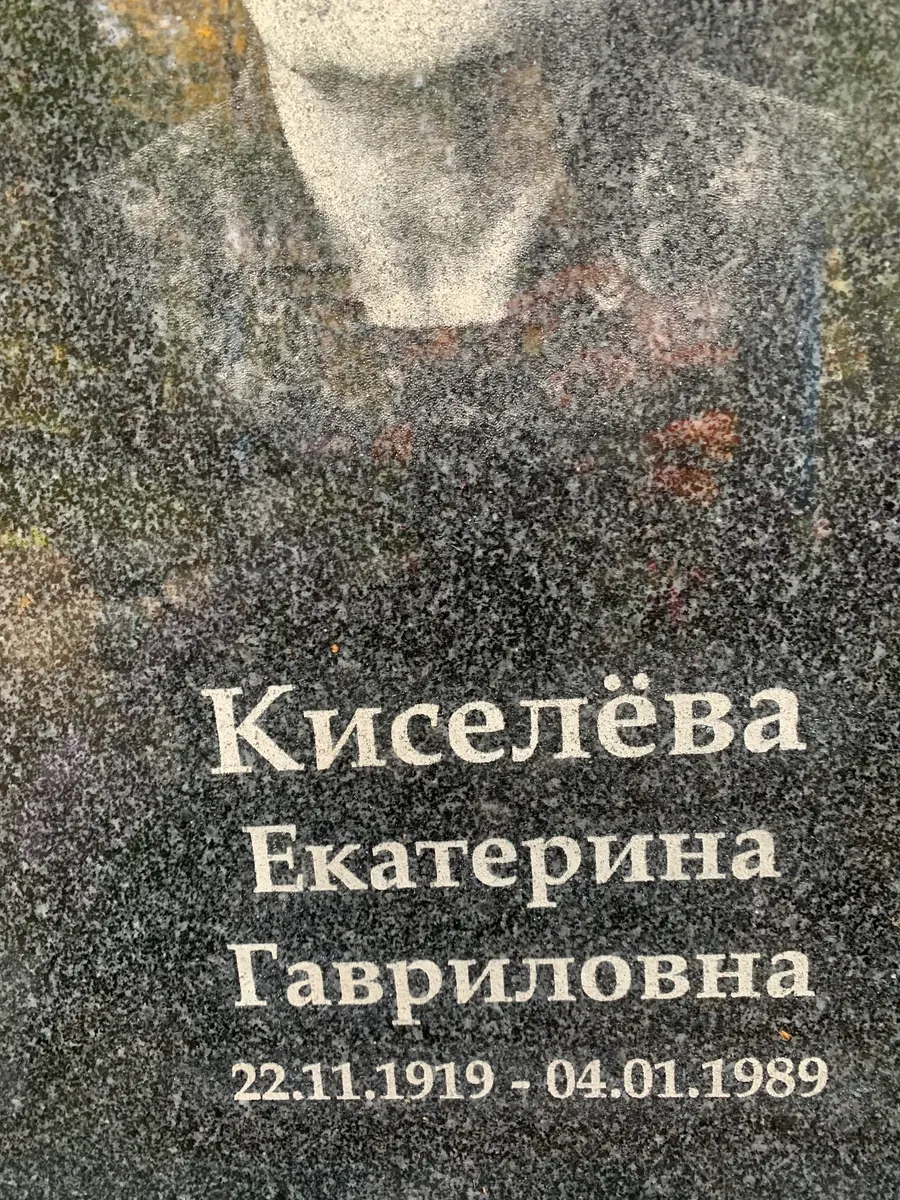 Киселёва
Екатерина
Гавриловна
22.11.1919 - 04.01.1989